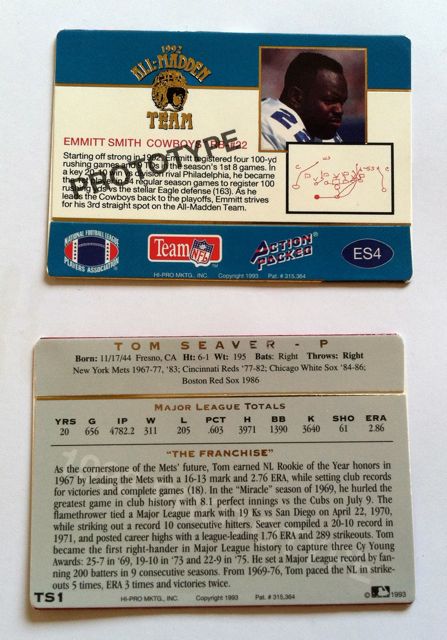 1992
ALL-MADDEN
TEAM
EMMITT SMITH COWBOYS RB #22
PROTOTYPE
Starting off strong in 1992, Emmitt registered four 100-yd
rushing games and 9 TDs in the season's 1st 8 games. In
a key 20- win division rival Philadelphia, he became
the regular season games to register 100
rush yards vs the stellar Eagle defense (163). As he
leads the Cowboys back to the playoffs, Emmitt strives
for his 3rd straight spot on the All-Madden Team.
NATIONAL FOOTBALL LEAGUE
PLAYERS ASSOCIATION
Team NFL
ACTION
PACKED
ES4
HI-PRO MKTG., INC. Copyright 1993 Pat. # 315,364
TOM SEAVER - P
Born: 11/17/44 Fresno, CA Ht: 6-1 Wt: 195 Bats: Right Throws: Right
New York Mets 1967-77, '83; Cincinnati Reds '77-82; Chicago White Sox '84-86;
Boston Red Sox 1986
MAJOR LEAGUE TOTALS
YRS G IP W L PCT H BB K SHO ERA
20 656 4782.2 311 205 .603 3971 1390 3640 61 2.86
"THE FRANCHISE"
As the cornerstone of the Mets' future, Tom earned NL Rookie of the Year honors in
1967 by leading the Mets with a 16-13 mark and 2.76 ERA, while setting club records
for victories and complete games (18). In the "Miracle" season of 1969, he hurled the
greatest game in club history with 8.1 perfect innings vs the Cubs on July 9. The
flamethrower tied a Major League mark with 19 Ks vs San Diego on April 22, 1970,
while striking out a record 10 consecutive hitters. Seaver compiled a 20-10 record in
1971, and posted career highs with a league-leading 1.76 ERA and 289 strikeouts. Tom
became the first right-hander in Major League history to capture three Cy Young
Awards: 25-7 in '69, 19-10 in '73 and 22-9 in '75. He set a Major League record by fan-
ning 200 batters in 9 consecutive seasons. From 1969-76, Tom paced the NL in strike-
outs 5 times, ERA 3 times and victories twice.
TS1
HI-PRO MKTG., INC. Copyright 1993 Pat. # 315,364
© 1993